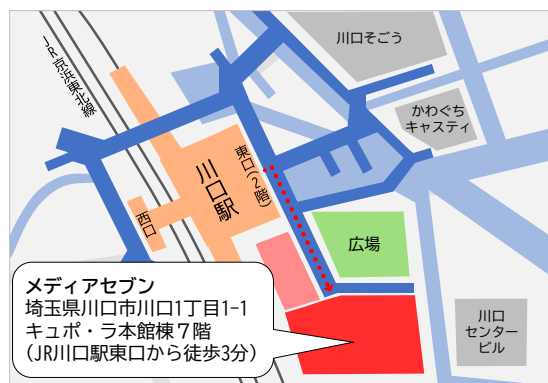 川口そごう
JR京浜東北線
かわぐち
キャスティ
川口駅
東口(2階)
西口
広場
メディアセブン
埼玉県川口市川口1丁目1-1
キュポ・ラ本館棟７階
(JR川口駅東口から徒歩3分)
川口
センター
ビル